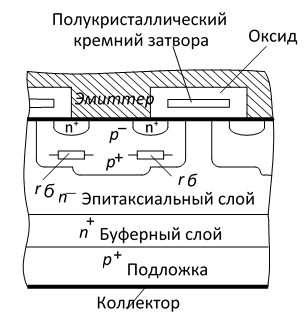 Полукристаллический
кремний затвора
Оксид
Эмиттер
n⁺ p⁻ n⁺
p⁺
r б r б
n⁻ Эпитаксиальный слой
n⁺ Буферный слой
p⁺ Подложка
Коллектор